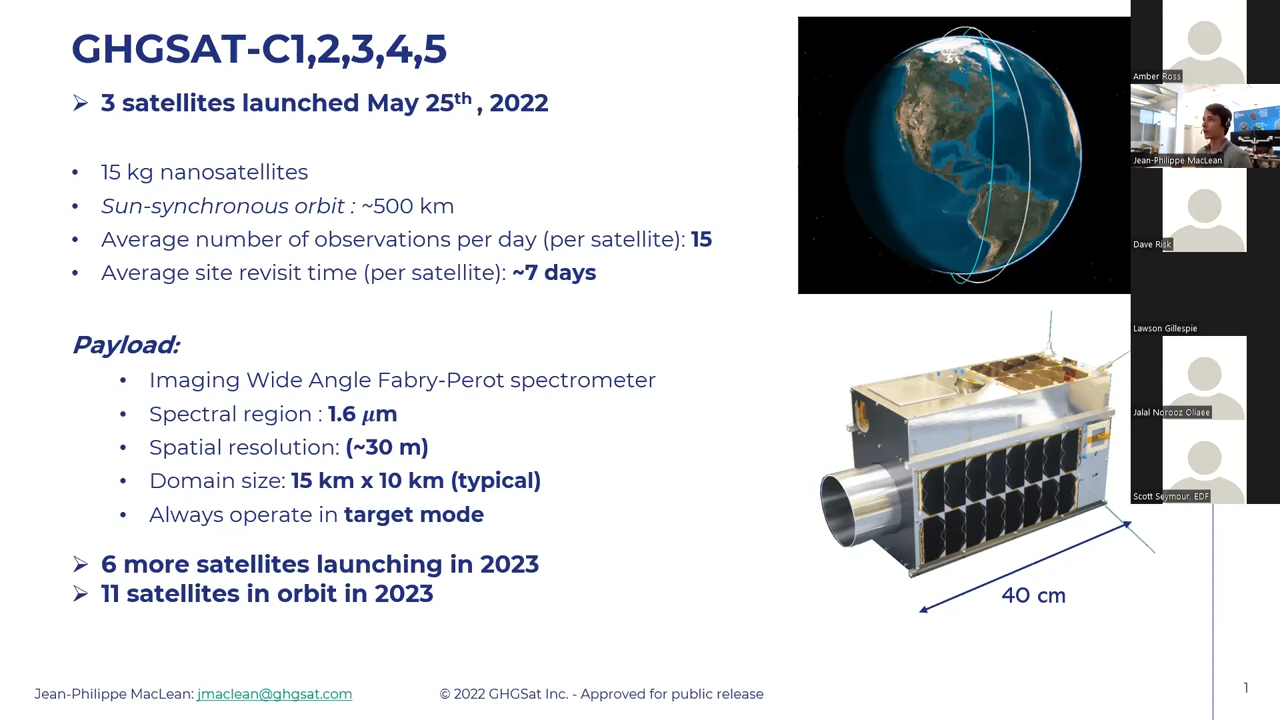 GHGSAT-C1,2,3,4,5
➢ 3 satellites launched May 25th , 2022
• 15 kg nanosatellites
• Sun-synchronous orbit : ~500 km
• Average number of observations per day (per satellite): 15
• Average site revisit time (per satellite): ~7 days
Payload:
• Imaging Wide Angle Fabry-Perot spectrometer
• Spectral region : 1.6 μm
• Spatial resolution: (~30 m)
• Domain size: 15 km x 10 km (typical)
• Always operate in target mode
➢ 6 more satellites launching in 2023
➢ 11 satellites in orbit in 2023
40 cm
Amber Ross
Jean-Philippe MacLean
Dave Risk
Lawson Gillespie
Jalal Norooz Oliaee
Scott Seymour, EDF
Jean-Philippe MacLean: jmaclean@ghgsat.com
© 2022 GHGSat Inc. - Approved for public release
1